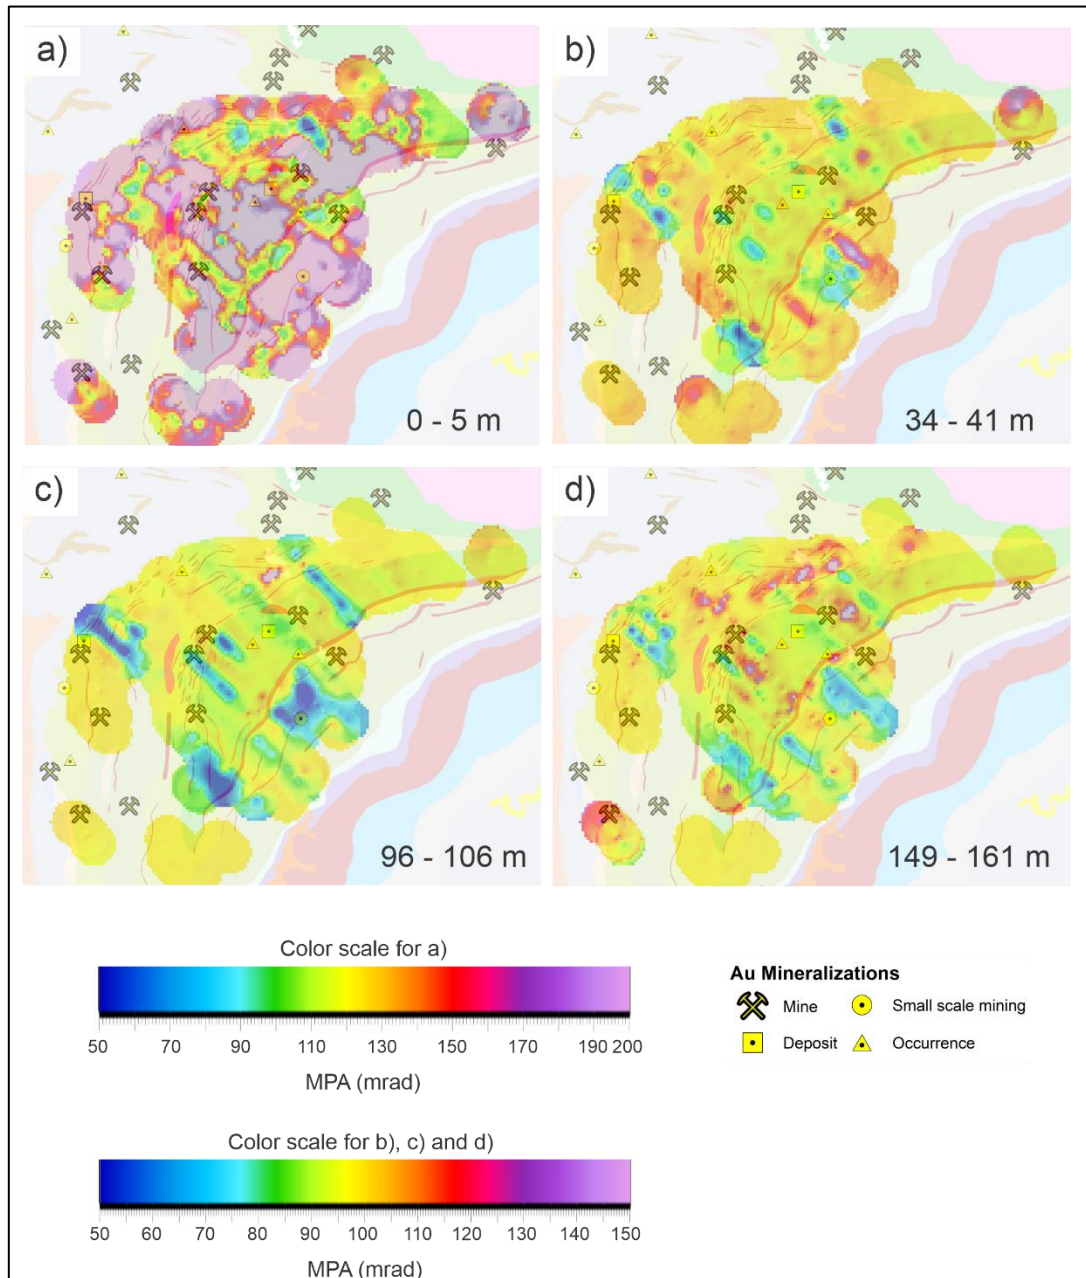 a)
b)
0 - 5 m
34 - 41 m
c)
d)
96 - 106 m
149 - 161 m
Color scale for a)
50 70 90 110 130 150 170 190 200
MPA (mrad)
Au Mineralizations
Mine
Small scale mining
Deposit
Occurrence
Color scale for b), c) and d)
50 60 70 80 90 100 110 120 130 140 150
MPA (mrad)